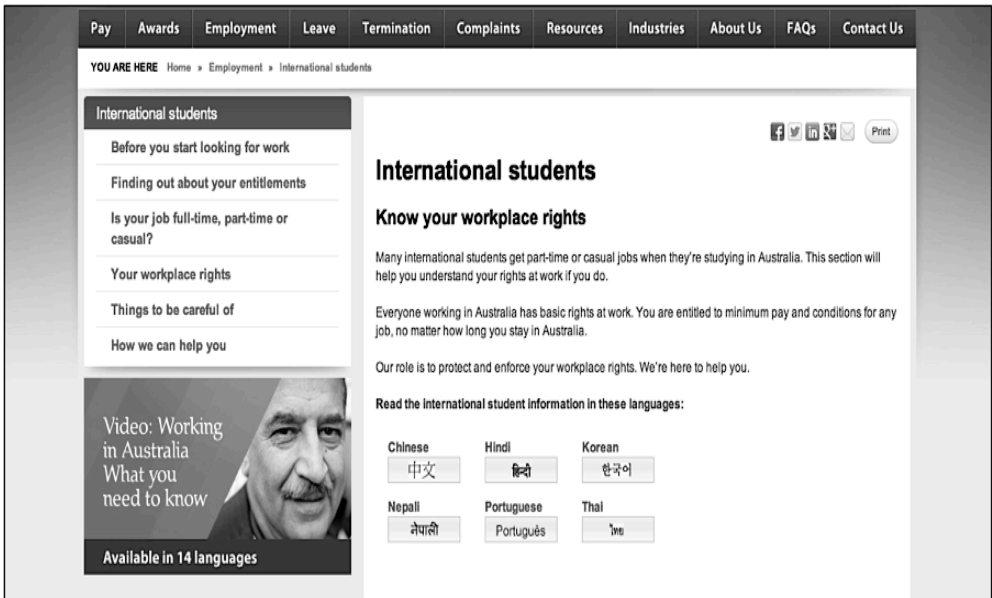 Pay Awards Employment Leave Termination Complaints Resources Industries About Us FAQs Contact Us
YOU ARE HERE Home » Employment » International students
International students
Before you start looking for work
Finding out about your entitlements
Is your job full-time, part-time or
casual?
Your workplace rights
Things to be careful of
How we can help you
Video: Working
in Australia
What you
need to know
Available in 14 languages
Print
International students
Know your workplace rights
Many international students get part-time or casual jobs when they're studying in Australia. This section will
help you understand your rights at work if you do.
Everyone working in Australia has basic rights at work. You are entitled to minimum pay and conditions for any
job, no matter how long you stay in Australia.
Our role is to protect and enforce your workplace rights. We're here to help you.
Read the international student information in these languages:
Chinese Hindi Korean
中文 हिन्दी 한국어
Nepali Portuguese Thai
नेपाली Português ไทย